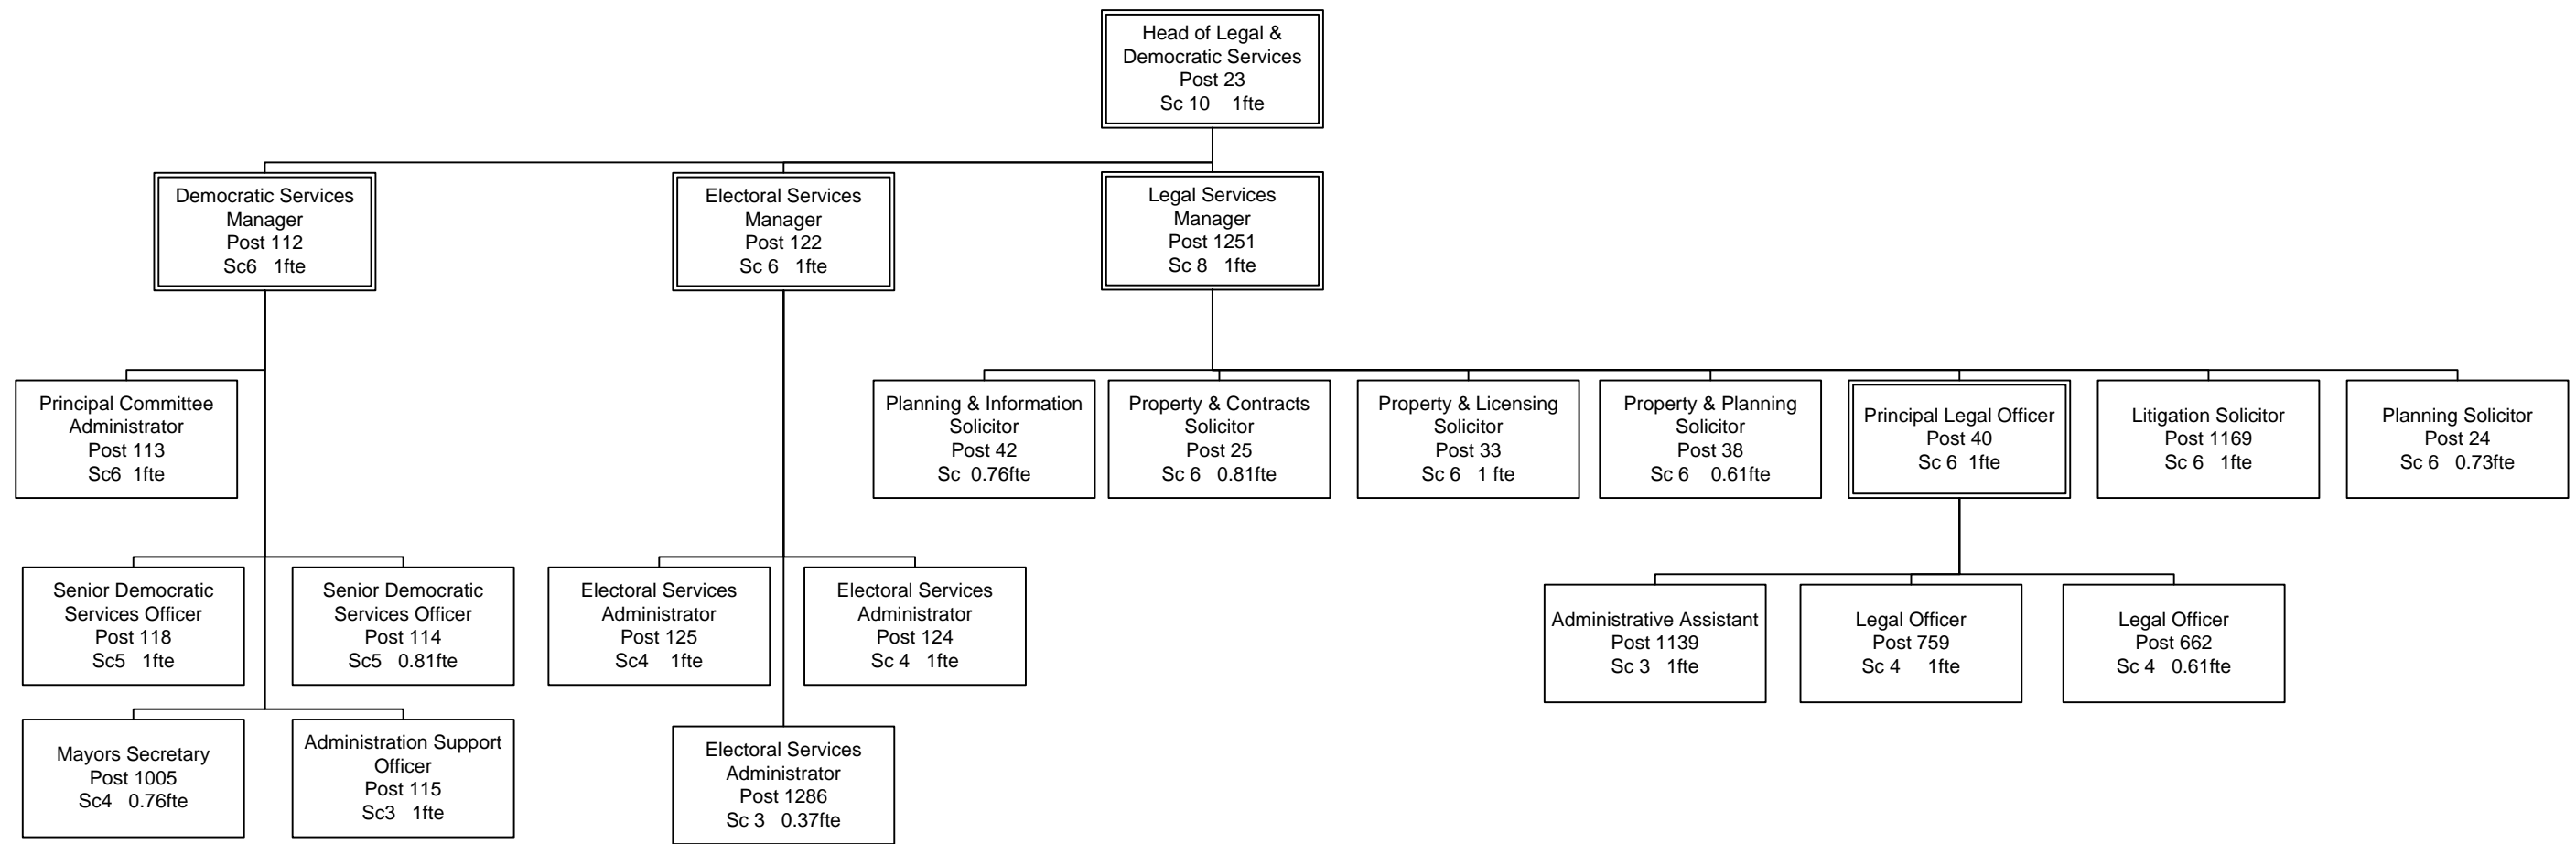 Head of Legal &
Democratic Services
Post 23
Sc 10 1fte
Democratic Services
Manager
Post 112
Sc6 1fte
Electoral Services
Manager
Post 122
Sc 6 1fte
Legal Services
Manager
Post 1251
Sc 8 1fte
Principal Committee
Administrator
Post 113
Sc6 1fte
Planning & Information
Solicitor
Post 42
Sc 0.76fte
Property & Contracts
Solicitor
Post 25
Sc 6 0.81fte
Property & Licensing
Solicitor
Post 33
Sc 6 1 fte
Property & Planning
Solicitor
Post 38
Sc 6 0.61fte
Principal Legal Officer
Post 40
Sc 6 1fte
Litigation Solicitor
Post 1169
Sc 6 1fte
Planning Solicitor
Post 24
Sc 6 0.73fte
Senior Democratic
Services Officer
Post 118
Sc5 1fte
Senior Democratic
Services Officer
Post 114
Sc5 0.81fte
Electoral Services
Administrator
Post 125
Sc4 1fte
Electoral Services
Administrator
Post 124
Sc 4 1fte
Administrative Assistant
Post 1139
Sc 3 1fte
Legal Officer
Post 759
Sc 4 1fte
Legal Officer
Post 662
Sc 4 0.61fte
Mayors Secretary
Post 1005
Sc4 0.76fte
Administration Support
Officer
Post 115
Sc3 1fte
Electoral Services
Administrator
Post 1286
Sc 3 0.37fte